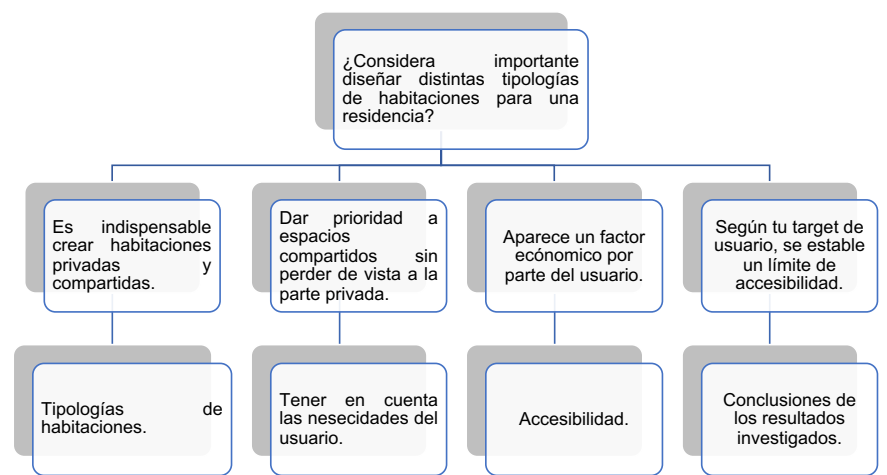 ¿Considera importante
diseñar distintas tipologías
de habitaciones para una
residencia?
Es indispensable
crear habitaciones
privadas y
compartidas.
Dar prioridad a
espacios
compartidos sin
perder de vista a la
parte privada.
Aparece un factor
ecónomico por
parte del usuario.
Según tu target de
usuario, se estable
un límite de
accesibilidad.
Tipologías de
habitaciones.
Tener en cuenta
las nesecidades del
usuario.
Accesibilidad.
Conclusiones de
los resultados
investigados.